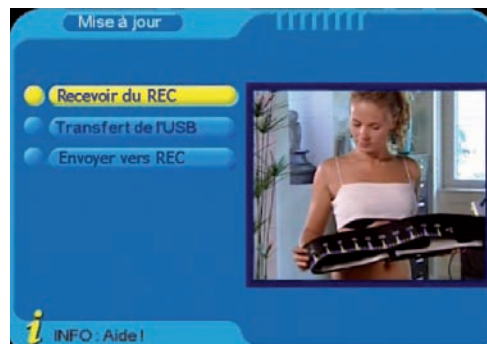 Mise à jour
Recevoir du REC
Transfert de l'USB
Envoyer vers REC
i INFO : Aide !